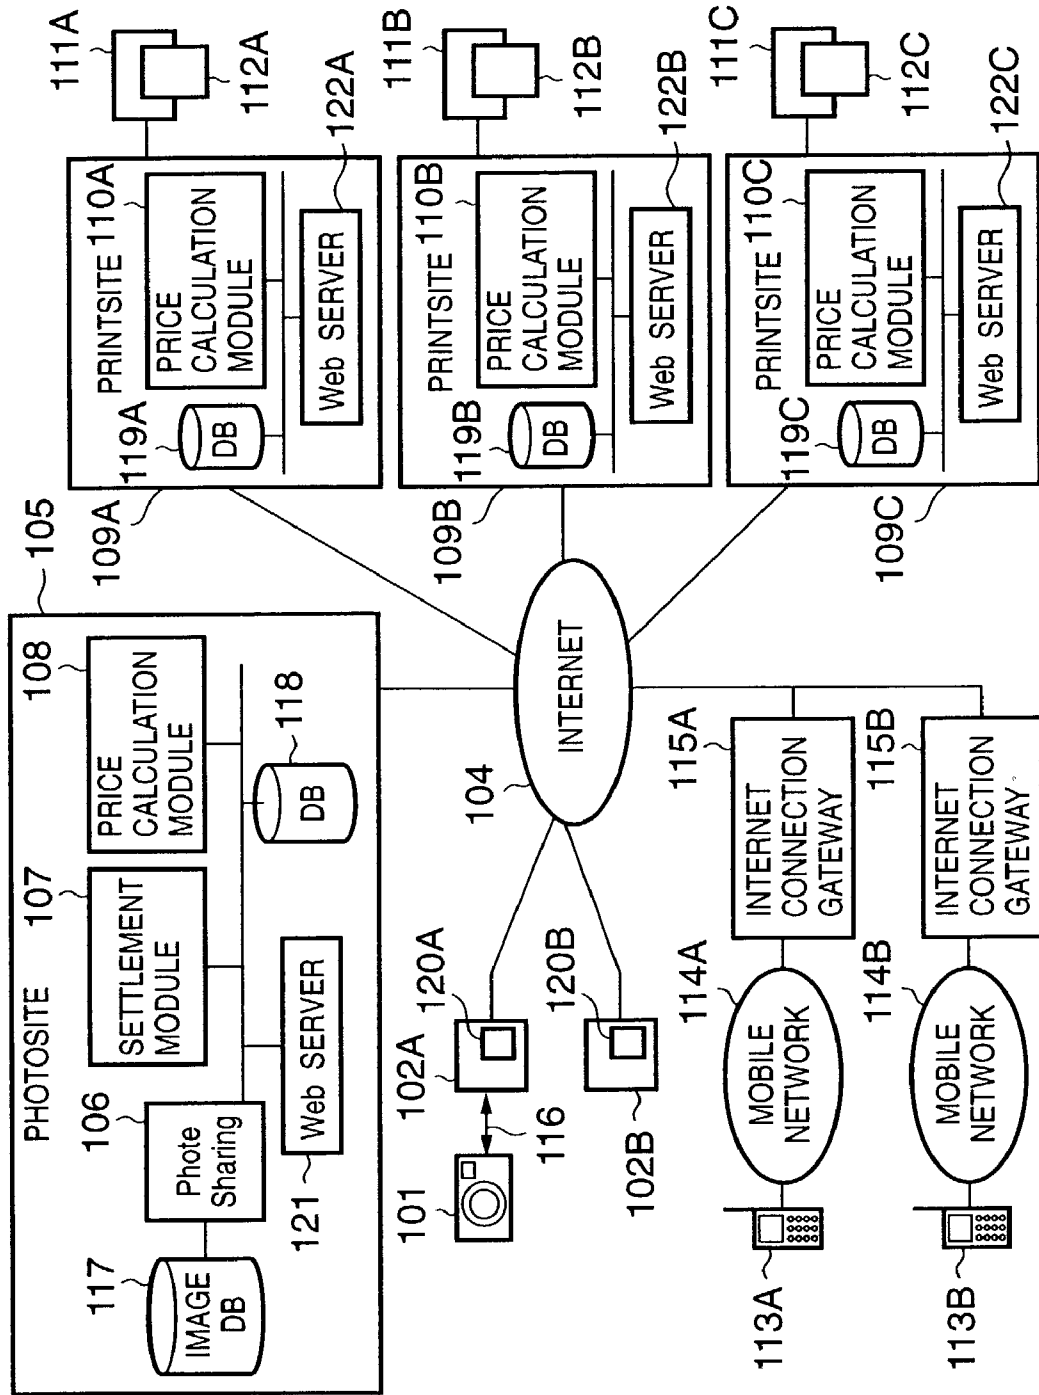 105
PHOTOSITE
106
107
108
117
IMAGE
DB
Phote
Sharing
SETTLEMENT
MODULE
PRICE
CALCULATION
MODULE
118
DB
121
Web SERVER
101
116
102A
120A
102B
120B
104
INTERNET
113A
114A
MOBILE
NETWORK
115A
INTERNET
CONNECTION
GATEWAY
113B
114B
MOBILE
NETWORK
115B
INTERNET
CONNECTION
GATEWAY
109A
119A
DB
PRINTSITE
110A
PRICE
CALCULATION
MODULE
Web SERVER
122A
111A
112A
109B
119B
DB
PRINTSITE
110B
PRICE
CALCULATION
MODULE
Web SERVER
122B
111B
112B
109C
119C
DB
PRINTSITE
110C
PRICE
CALCULATION
MODULE
Web SERVER
122C
111C
112C